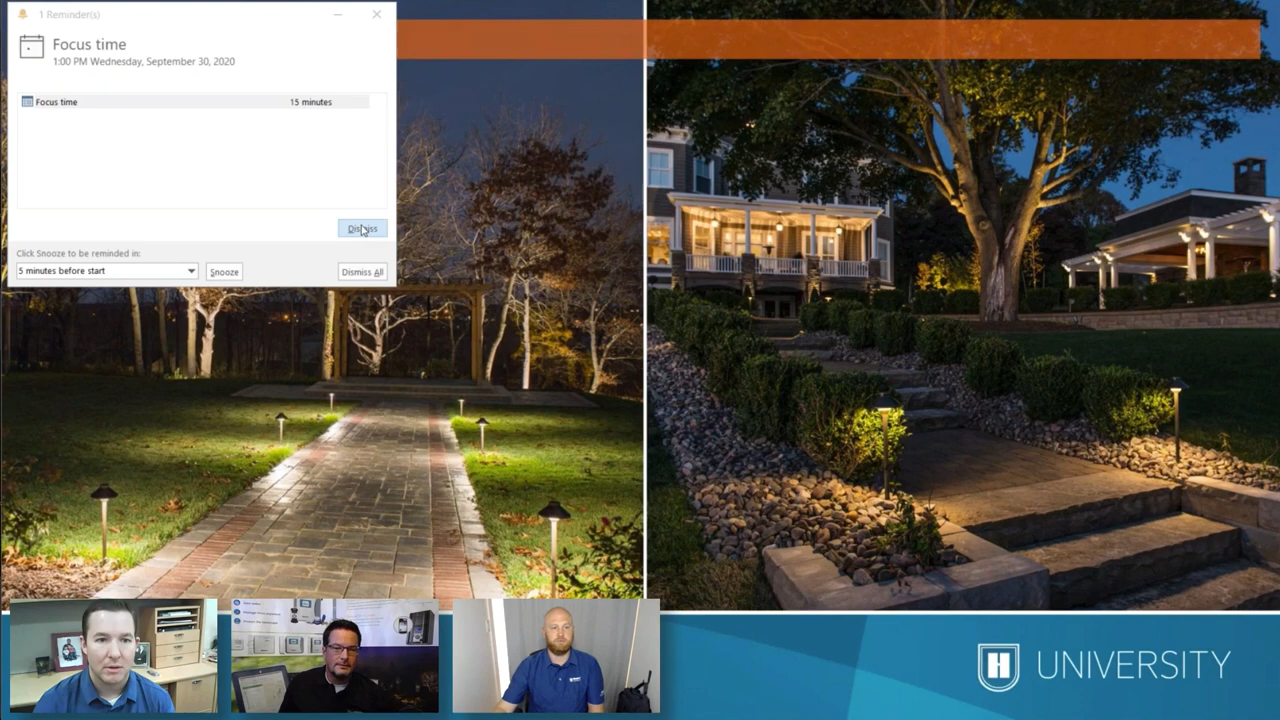 1 Reminder(s)
Focus time
1:00 PM Wednesday, September 30, 2020
Focus time 15 minutes
Dismiss
Click Snooze to be reminded in:
5 minutes before start
Snooze
Dismiss All
H UNIVERSITY